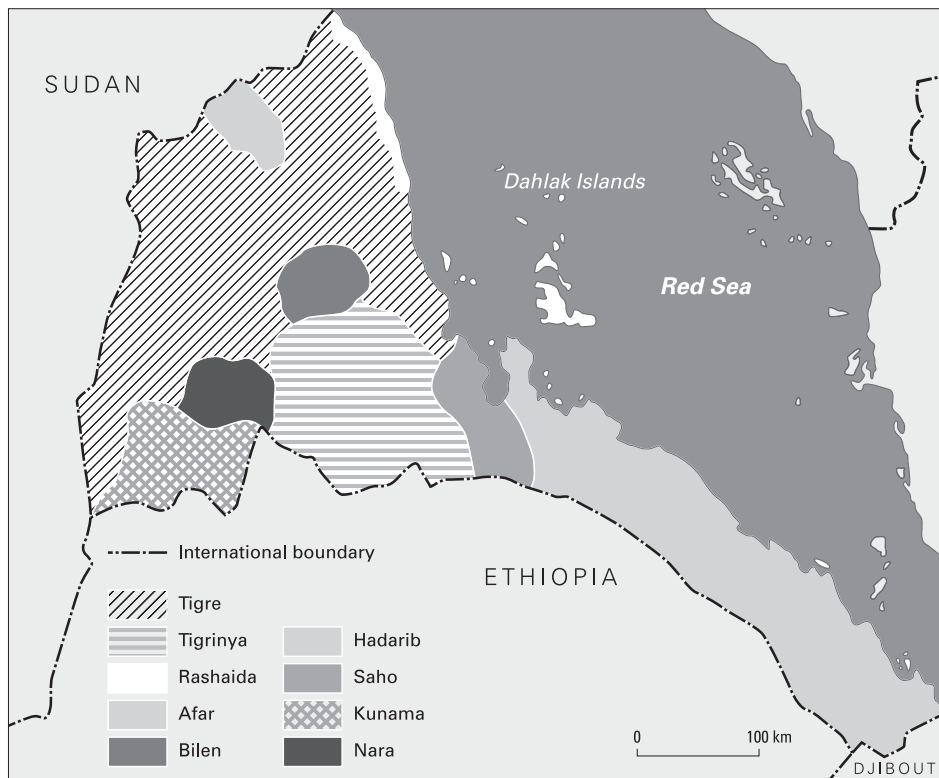 SUDAN
Dahlak Islands
Red Sea
International boundary
ETHIOPIA
Tigre
Tigrinya
Hadarib
Rashaida
Saho
Afar
Kunama
Bilen
Nara
0 100 km
DJIBOUTI